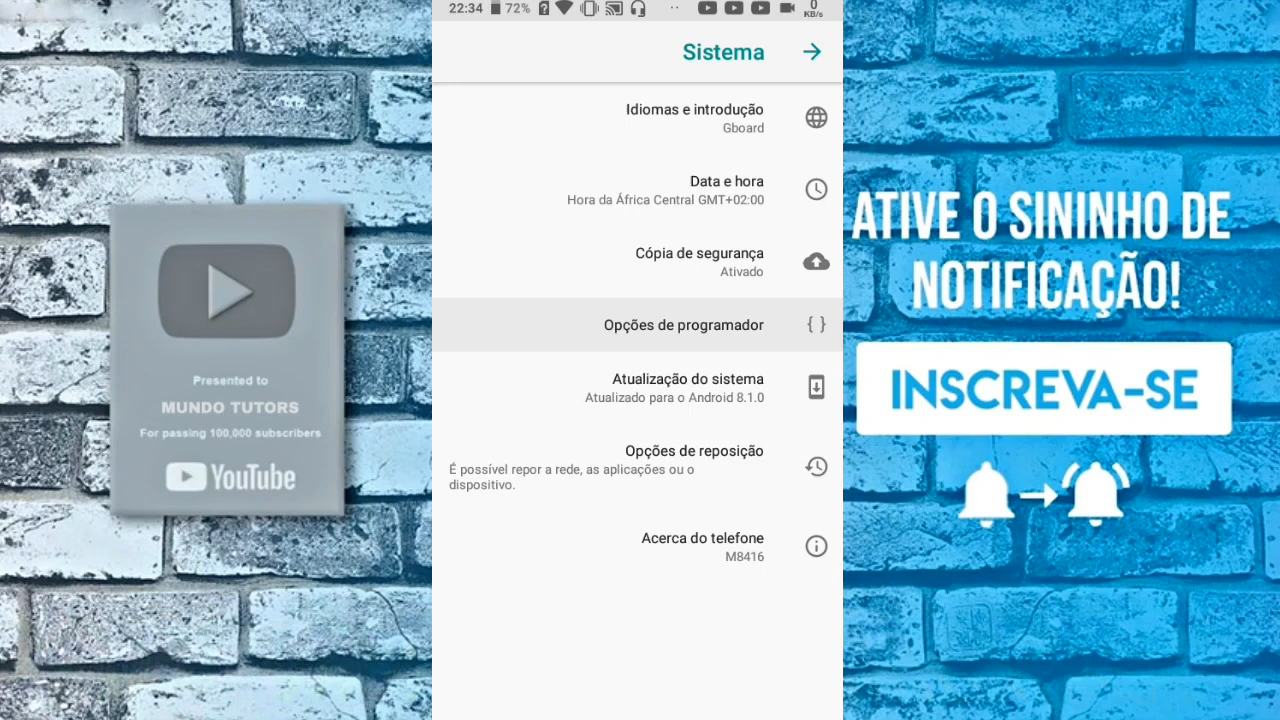 22:34
72%
0
KB/s
Sistema
Idiomas e introdução
Gboard
Data e hora
Hora da África Central GMT+02:00
Cópia de segurança
Ativado
Opções de programador
Atualização do sistema
Atualizado para o Android 8.1.0
Opções de reposição
É possível repor a rede, as aplicações ou o
dispositivo.
Acerca do telefone
M8416
Presented to
MUNDO TUTORS
For passing 100,000 subscribers
YouTube
ATIVE O SININHO DE
NOTIFICAÇÃO!
INSCREVA-SE